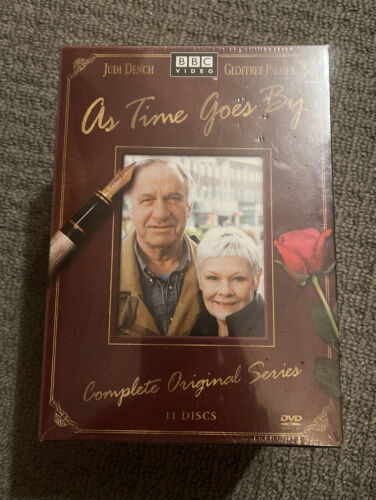 BBC
VIDEO
JUDI DENCH
GEOFFREY PALMER
As Time Goes By
Complete Original Series
11 DISCS
DVD